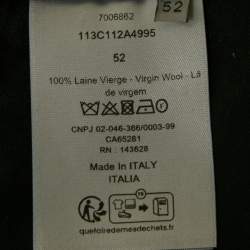 52
7006862
113C112A4995
52
100% Laine Vierge - Virgin Wool - Lã
de virgem
CNPJ 02-046-366/0003-99
CA65281
RN : 143628
Made In ITALY
ITALIA
quefairedemesdechets.fr